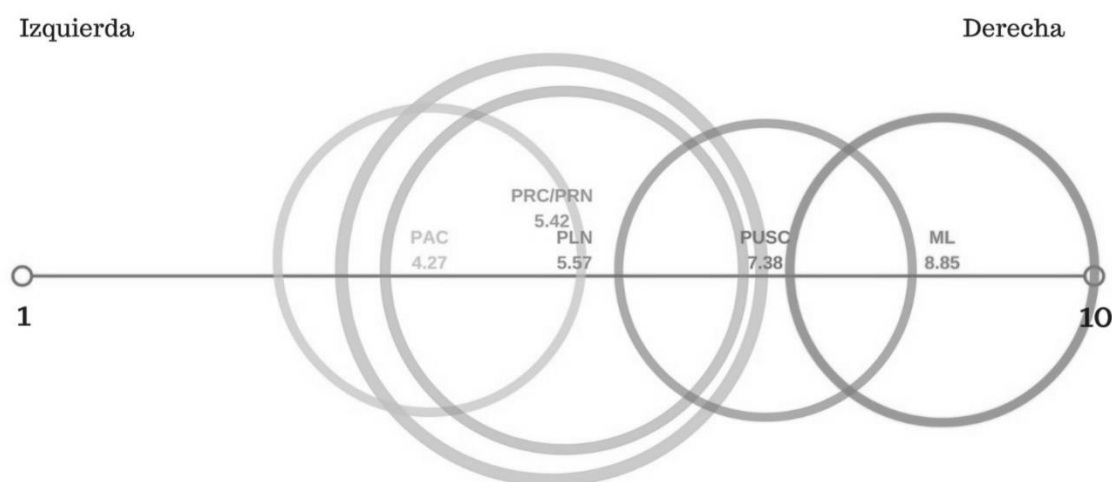 Izquierda
Derecha
PRC/PRN
5.42
PAC
4.27
PLN
5.57
PUSC
7.38
ML
8.85
1
10